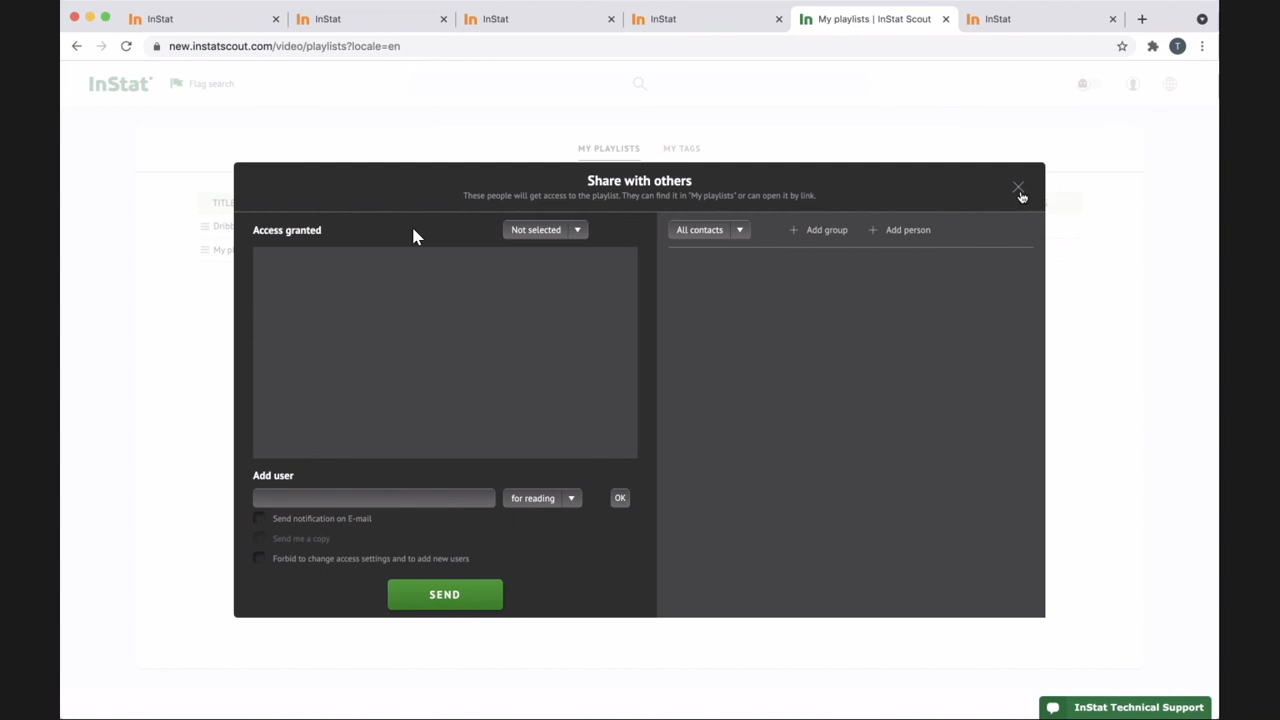 InStat
InStat
InStat
InStat
My playlists | InStat Scout
InStat
new.instatscout.com/video/playlists?locale=en
T
InStat
Flag search
MY PLAYLISTS
MY TAGS
Share with others
These people will get access to the playlist. They can find it in "My playlists" or can open it by link.
TITL
Dribb
My pl
Access granted
Not selected
All contacts
Add group
Add person
Add user
for reading
OK
Send notification on E-mail
Send me a copy
Forbid to change access settings and to add new users
SEND
InStat Technical Support